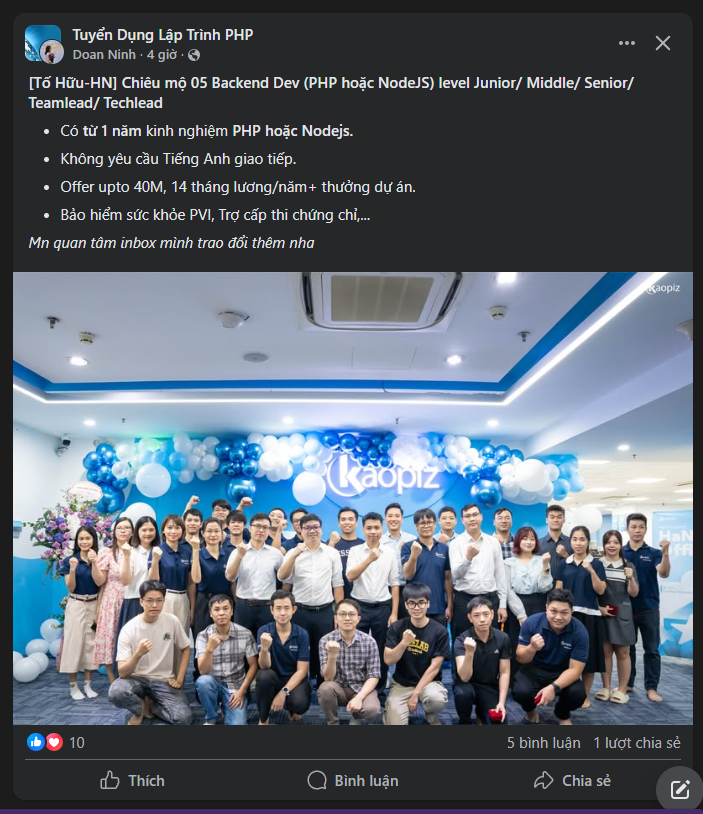 Tuyển Dụng Lập Trình PHP
Doan Ninh · 4 giờ ·
[Tố Hữu-HN] Chiêu mộ 05 Backend Dev (PHP hoặc NodeJS) level Junior/ Middle/ Senior/
Teamlead/ Techlead
• Có từ 1 năm kinh nghiệm PHP hoặc Nodejs.
• Không yêu cầu Tiếng Anh giao tiếp.
• Offer upto 40M, 14 tháng lương/năm+ thưởng dự án.
• Bảo hiểm sức khỏe PVI, Trợ cấp thi chứng chỉ,...
Mn quan tâm inbox mình trao đổi thêm nha
kaopiz
kaopiz
10
5 bình luận 1 lượt chia sẻ
Thích Bình luận Chia sẻ